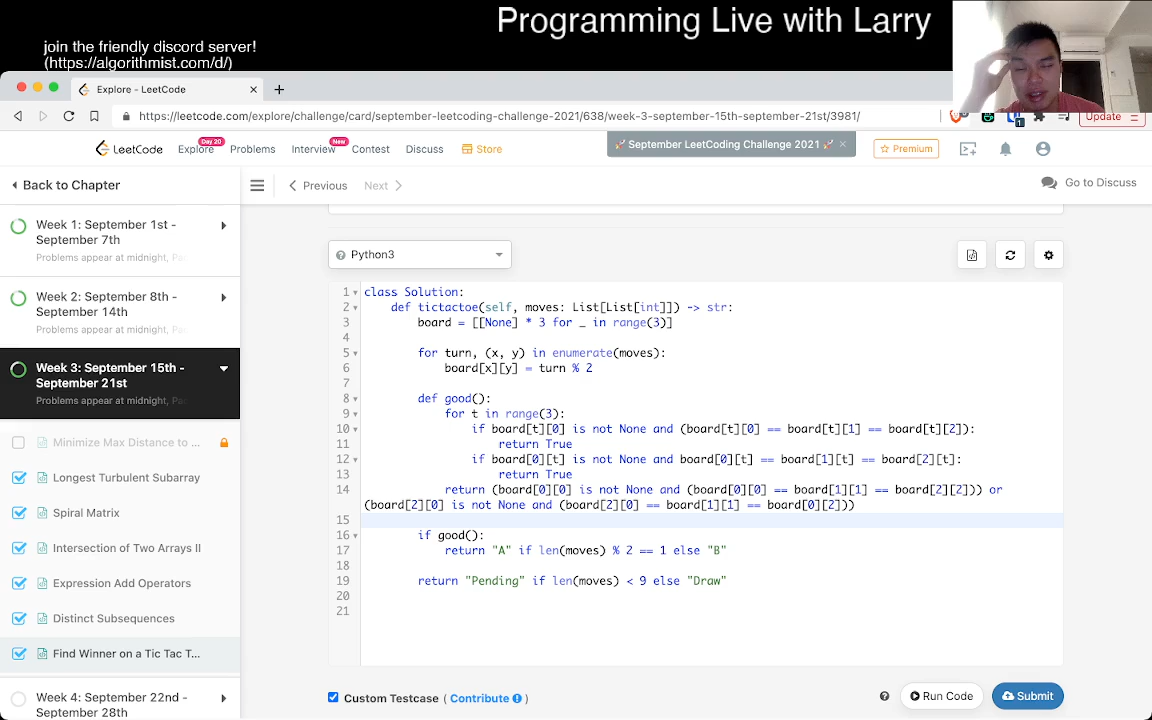 Programming Live with Larry
join the friendly discord server!
(https://algorithmist.com/d/)
Explore - LeetCode
https://leetcode.com/explore/challenge/card/september-leetcoding-challenge-2021/638/week-3-september-15th-september-21st/3981/
1
Update
LeetCode
Explore
Day 20
Problems
Interview
New
Contest
Discuss
Store
September LeetCoding Challenge 2021
Premium
Back to Chapter
Previous
Next
Go to Discuss
Week 1: September 1st -
September 7th
Problems appear at midnight,
Week 2: September 8th -
September 14th
Problems appear at midnight,
Week 3: September 15th -
September 21st
Problems appear at midnight,
Minimize Max Distance to ...
Longest Turbulent Subarray
Spiral Matrix
Intersection of Two Arrays II
Expression Add Operators
Distinct Subsequences
Find Winner on a Tic Tac T...
Week 4: September 22nd -
September 28th
Python3
1 class Solution:
2 def tictactoe(self, moves: List[List[int]]) -> str:
3 board = [[None] * 3 for _ in range(3)]
4
5 for turn, (x, y) in enumerate(moves):
6 board[x][y] = turn % 2
7
8 def good():
9 for t in range(3):
10 if board[t][0] is not None and (board[t][0] == board[t][1] == board[t][2]):
11 return True
12 if board[0][t] is not None and board[0][t] == board[1][t] == board[2][t]:
13 return True
14 return (board[0][0] is not None and (board[0][0] == board[1][1] == board[2][2])) or
(board[2][0] is not None and (board[2][0] == board[1][1] == board[0][2]))
15
16 if good():
17 return "A" if len(moves) % 2 == 1 else "B"
18
19 return "Pending" if len(moves) < 9 else "Draw"
20
21
Custom Testcase ( Contribute )
Run Code
Submit